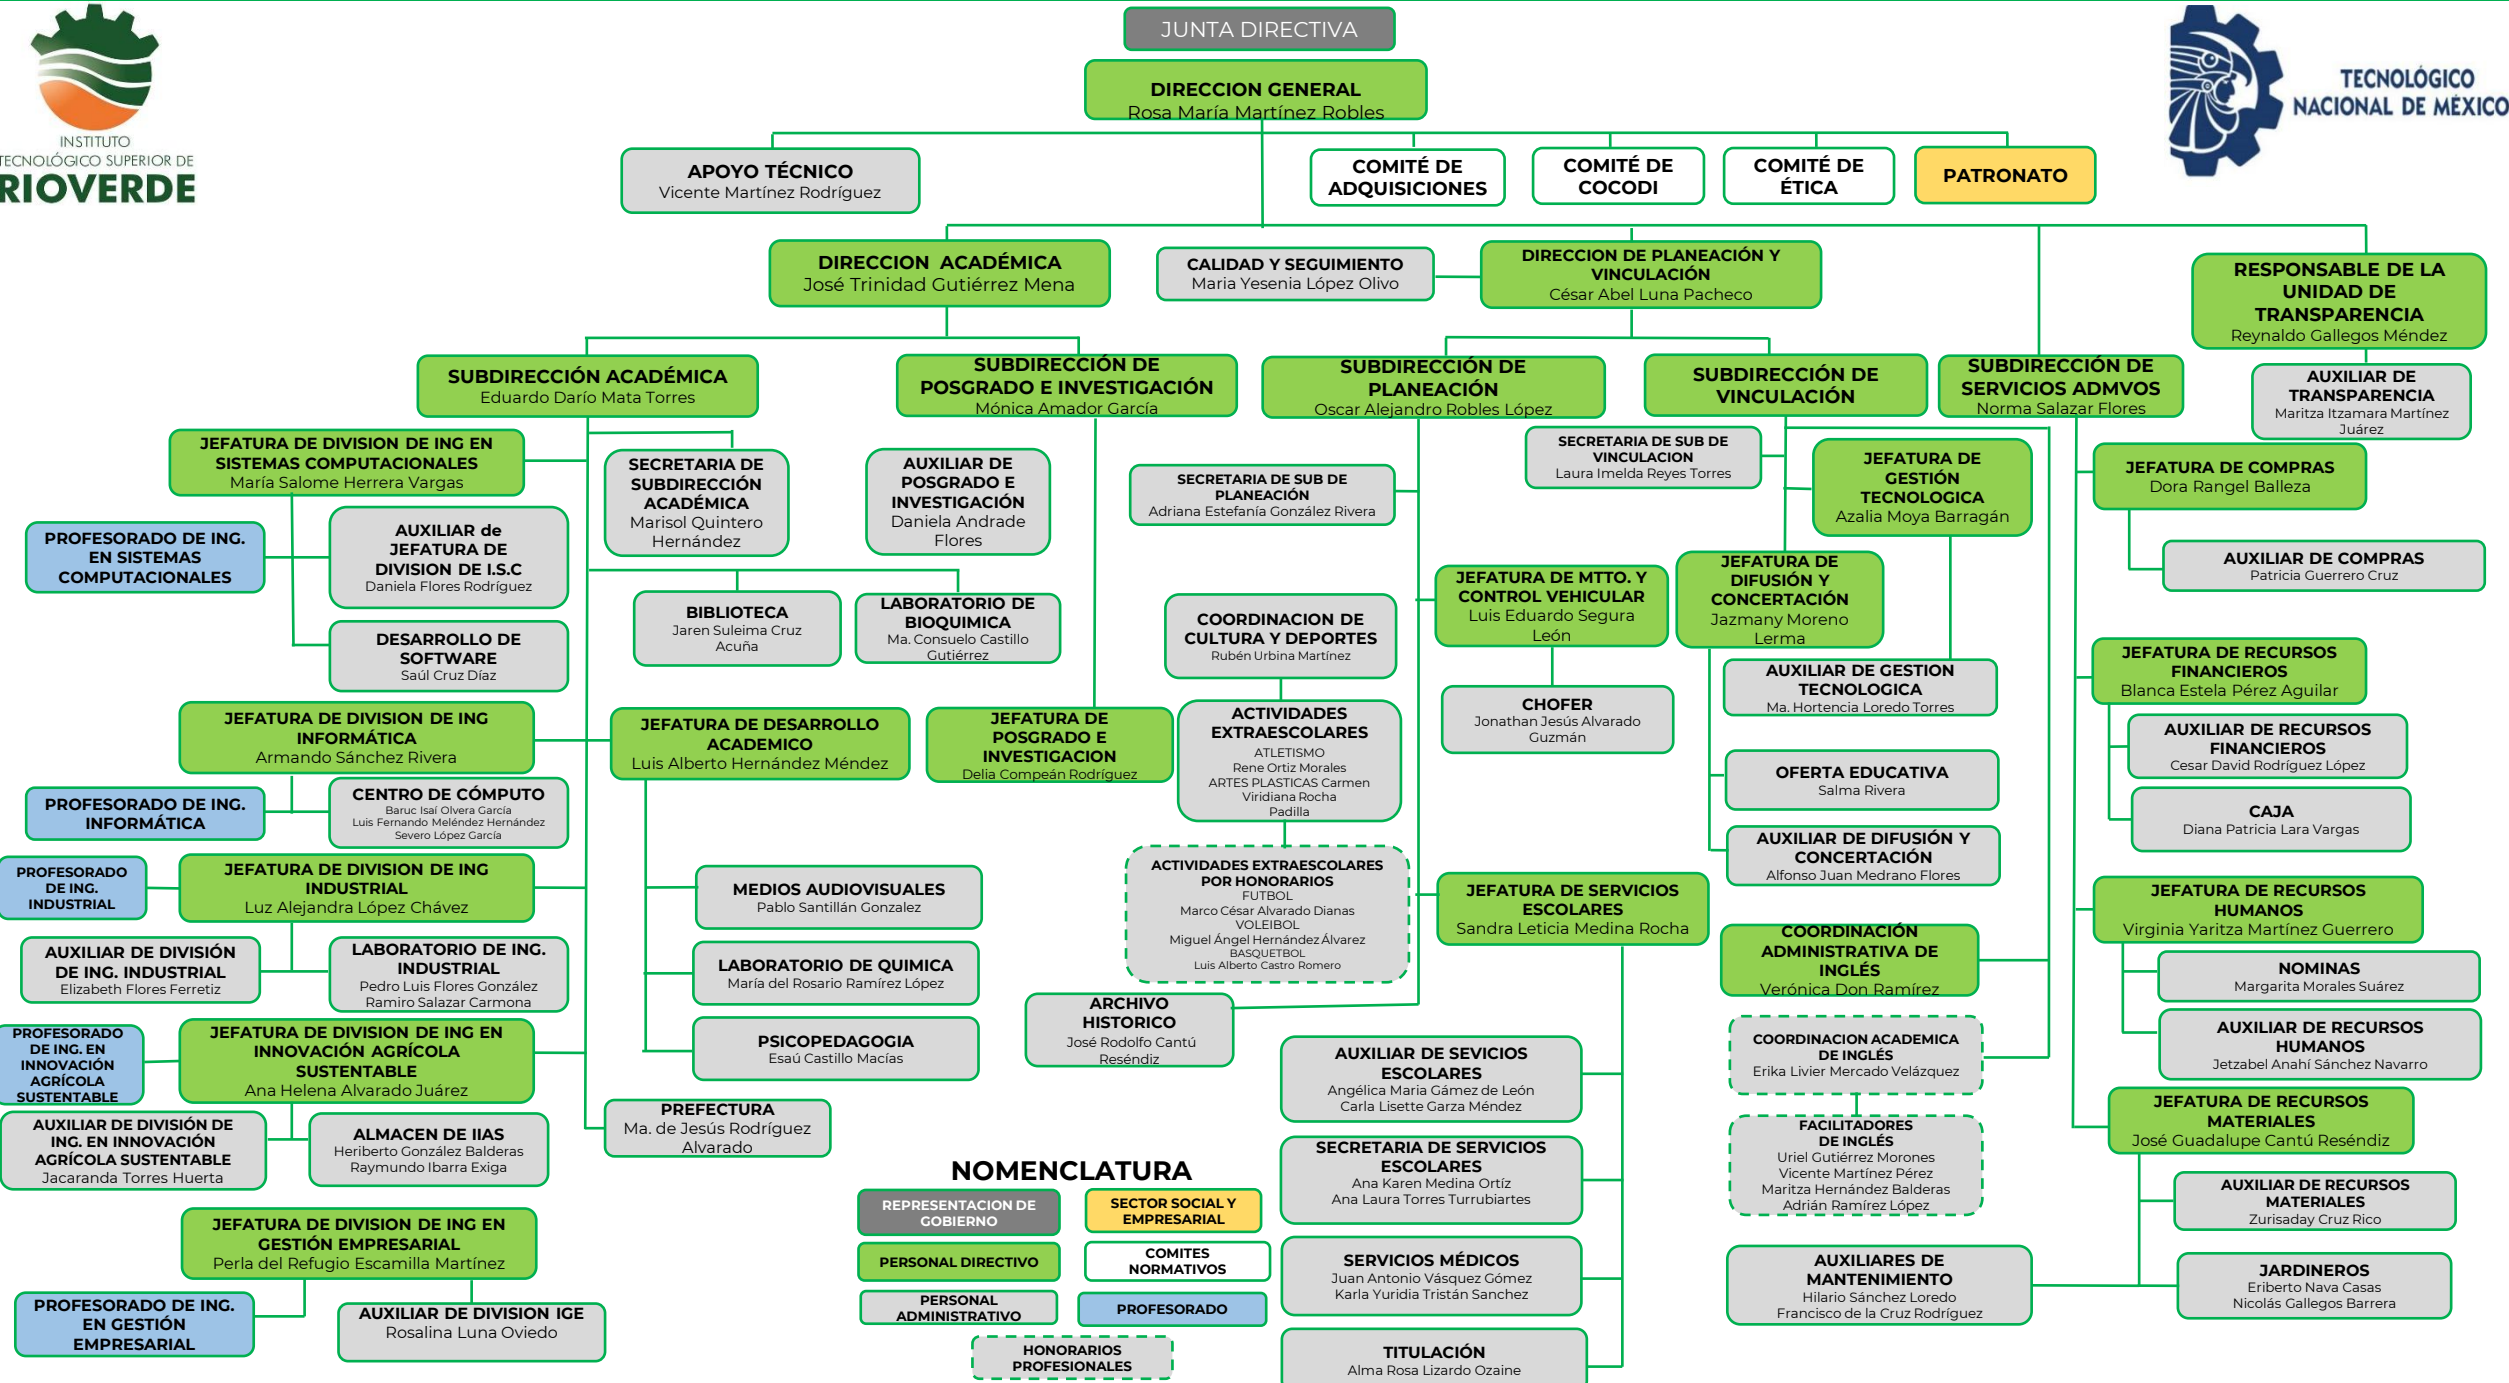 JUNTA DIRECTIVA
DIRECCION GENERAL
Rosa María Martínez Robles
INSTITUTO
TECNOLÓGICO SUPERIOR DE
RIOVERDE
TECNOLÓGICO
NACIONAL DE MÉXICO
APOYO TÉCNICO
Vicente Martínez Rodríguez
COMITÉ DE
ADQUISICIONES
COMITÉ DE
COCODI
COMITÉ DE
ÉTICA
PATRONATO
DIRECCION ACADÉMICA
José Trinidad Gutiérrez Mena
CALIDAD Y SEGUIMIENTO
Maria Yesenia López Olivo
DIRECCION DE PLANEACIÓN Y
VINCULACIÓN
César Abel Luna Pacheco
RESPONSABLE DE LA
UNIDAD DE
TRANSPARENCIA
Reynaldo Gallegos Méndez
SUBDIRECCIÓN ACADÉMICA
Eduardo Darío Mata Torres
SUBDIRECCIÓN DE
POSGRADO E INVESTIGACIÓN
Mónica Amador García
SUBDIRECCIÓN DE
PLANEACIÓN
Oscar Alejandro Robles López
SUBDIRECCIÓN DE
VINCULACIÓN
SUBDIRECCIÓN DE
SERVICIOS ADMVOS
Norma Salazar Flores
AUXILIAR DE
TRANSPARENCIA
Maritza Itzamara Martínez
Juárez
JEFATURA DE DIVISION DE ING EN
SISTEMAS COMPUTACIONALES
María Salome Herrera Vargas
SECRETARIA DE
SUBDIRECCIÓN
ACADÉMICA
Marisol Quintero
Hernández
AUXILIAR DE
POSGRADO E
INVESTIGACIÓN
Daniela Andrade
Flores
SECRETARIA DE SUB DE
PLANEACIÓN
Adriana Estefanía González Rivera
SECRETARIA DE SUB DE
VINCULACION
Laura Imelda Reyes Torres
JEFATURA DE
GESTIÓN
TECNOLOGICA
Azalia Moya Barragán
JEFATURA DE COMPRAS
Dora Rangel Balleza
PROFESORADO DE ING.
EN SISTEMAS
COMPUTACIONALES
AUXILIAR de
JEFATURA DE
DIVISION DE I.S.C
Daniela Flores Rodríguez
AUXILIAR DE COMPRAS
Patricia Guerrero Cruz
DESARROLLO DE
SOFTWARE
Saúl Cruz Díaz
BIBLIOTECA
Jaren Suleima Cruz
Acuña
LABORATORIO DE
BIOQUIMICA
Ma. Consuelo Castillo
Gutiérrez
COORDINACION DE
CULTURA Y DEPORTES
Rubén Urbina Martínez
JEFATURA DE MTTO. Y
CONTROL VEHICULAR
Luis Eduardo Segura
León
JEFATURA DE
DIFUSIÓN Y
CONCERTACIÓN
Jazmany Moreno
Lerma
JEFATURA DE RECURSOS
FINANCIEROS
Blanca Estela Pérez Aguilar
JEFATURA DE DIVISION DE ING
INFORMÁTICA
Armando Sánchez Rivera
JEFATURA DE DESARROLLO
ACADEMICO
Luis Alberto Hernández Méndez
JEFATURA DE
POSGRADO E
INVESTIGACION
Delia Compeán Rodríguez
ACTIVIDADES
EXTRAESCOLARES
ATLETISMO
Rene Ortiz Morales
ARTES PLASTICAS Carmen
Viridiana Rocha
Padilla
CHOFER
Jonathan Jesús Alvarado
Guzmán
AUXILIAR DE GESTION
TECNOLOGICA
Ma. Hortencia Loredo Torres
AUXILIAR DE RECURSOS
FINANCIEROS
Cesar David Rodríguez López
PROFESORADO DE ING.
INFORMÁTICA
CENTRO DE CÓMPUTO
Baruc Isaí Olvera García
Luis Fernando Meléndez Hernández
Severo López García
OFERTA EDUCATIVA
Salma Rivera
CAJA
Diana Patricia Lara Vargas
PROFESORADO
DE ING.
INDUSTRIAL
JEFATURA DE DIVISION DE ING
INDUSTRIAL
Luz Alejandra López Chávez
MEDIOS AUDIOVISUALES
Pablo Santillán Gonzalez
ACTIVIDADES EXTRAESCOLARES
POR HONORARIOS
FUTBOL
Marco César Alvarado Dianas
VOLEIBOL
Miguel Ángel Hernández Álvarez
BASQUETBOL
Luis Alberto Castro Romero
JEFATURA DE SERVICIOS
ESCOLARES
Sandra Leticia Medina Rocha
AUXILIAR DE DIFUSIÓN Y
CONCERTACIÓN
Alfonso Juan Medrano Flores
JEFATURA DE RECURSOS
HUMANOS
Virginia Yaritza Martínez Guerrero
AUXILIAR DE DIVISIÓN
DE ING. INDUSTRIAL
Elizabeth Flores Ferretiz
LABORATORIO DE ING.
INDUSTRIAL
Pedro Luis Flores González
Ramiro Salazar Carmona
LABORATORIO DE QUIMICA
María del Rosario Ramírez López
COORDINACIÓN
ADMINISTRATIVA DE
INGLÉS
Verónica Don Ramírez
NOMINAS
Margarita Morales Suárez
PROFESORADO
DE ING. EN
INNOVACIÓN
AGRÍCOLA
SUSTENTABLE
JEFATURA DE DIVISION DE ING EN
INNOVACIÓN AGRÍCOLA
SUSTENTABLE
Ana Helena Alvarado Juárez
PSICOPEDAGOGIA
Esaú Castillo Macías
ARCHIVO
HISTORICO
José Rodolfo Cantú
Reséndiz
AUXILIAR DE SEVICIOS
ESCOLARES
Angélica Maria Gámez de León
Carla Lisette Garza Méndez
COORDINACION ACADEMICA
DE INGLÉS
Erika Livier Mercado Velázquez
AUXILIAR DE RECURSOS
HUMANOS
Jetzabel Anahí Sánchez Navarro
AUXILIAR DE DIVISIÓN DE
ING. EN INNOVACIÓN
AGRÍCOLA SUSTENTABLE
Jacaranda Torres Huerta
ALMACEN DE IIAS
Heriberto González Balderas
Raymundo Ibarra Exiga
PREFECTURA
Ma. de Jesús Rodríguez
Alvarado
SECRETARIA DE SERVICIOS
ESCOLARES
Ana Karen Medina Ortíz
Ana Laura Torres Turrubiartes
FACILITADORES
DE INGLÉS
Uriel Gutiérrez Morones
Vicente Martínez Pérez
Maritza Hernández Balderas
Adrián Ramírez López
JEFATURA DE RECURSOS
MATERIALES
José Guadalupe Cantú Reséndiz
AUXILIAR DE RECURSOS
MATERIALES
Zurisaday Cruz Rico
JEFATURA DE DIVISION DE ING EN
GESTIÓN EMPRESARIAL
Perla del Refugio Escamilla Martínez
SERVICIOS MÉDICOS
Juan Antonio Vásquez Gómez
Karla Yuridia Tristán Sanchez
AUXILIARES DE
MANTENIMIENTO
Hilario Sánchez Loredo
Francisco de la Cruz Rodríguez
JARDINEROS
Eriberto Nava Casas
Nicolás Gallegos Barrera
PROFESORADO DE ING.
EN GESTIÓN
EMPRESARIAL
AUXILIAR DE DIVISION IGE
Rosalina Luna Oviedo
TITULACIÓN
Alma Rosa Lizardo Ozaine
NOMENCLATURA
REPRESENTACION DE
GOBIERNO
SECTOR SOCIAL Y
EMPRESARIAL
PERSONAL DIRECTIVO
COMITES
NORMATIVOS
PERSONAL
ADMINISTRATIVO
PROFESORADO
HONORARIOS
PROFESIONALES